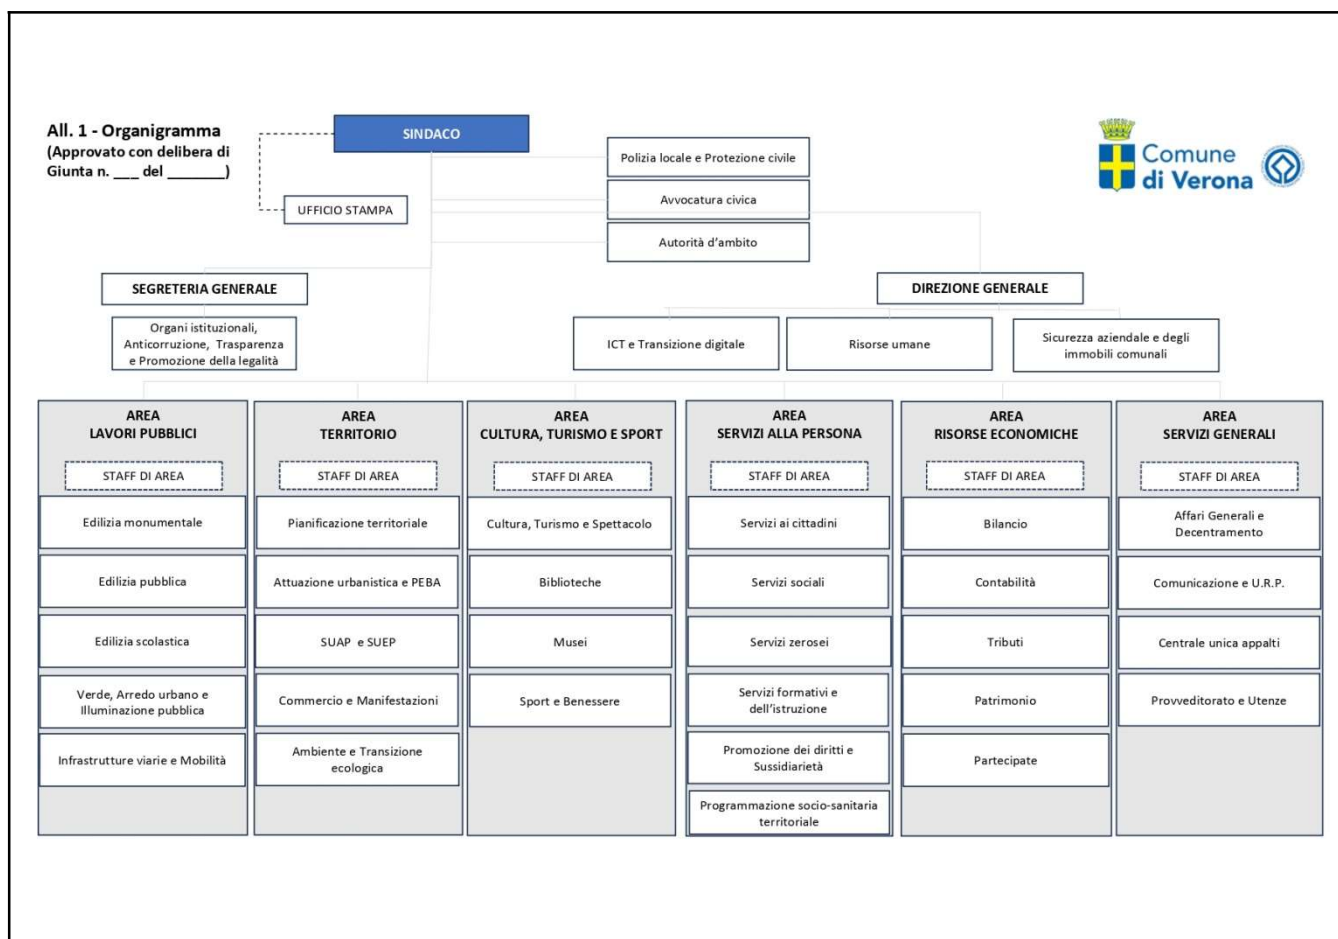 All. 1 - Organigramma
(Approvato con delibera di
Giunta n. ___ del _______)
SINDACO
UFFICIO STAMPA
Polizia locale e Protezione civile
Avvocatura civica
Autorità d'ambito
Comune
di Verona
SEGRETERIA GENERALE
Organi istituzionali,
Anticorruzione, Trasparenza
e Promozione della legalità
DIREZIONE GENERALE
ICT e Transizione digitale
Risorse umane
Sicurezza aziendale e degli
immobili comunali
AREA
LAVORI PUBBLICI
STAFF DI AREA
Edilizia monumentale
Edilizia pubblica
Edilizia scolastica
Verde, Arredo urbano e
Illuminazione pubblica
Infrastrutture viarie e Mobilità
AREA
TERRITORIO
STAFF DI AREA
Pianificazione territoriale
Attuazione urbanistica e PEBA
SUAP e SUEP
Commercio e Manifestazioni
Ambiente e Transizione
ecologica
AREA
CULTURA, TURISMO E SPORT
STAFF DI AREA
Cultura, Turismo e Spettacolo
Biblioteche
Musei
Sport e Benessere
AREA
SERVIZI ALLA PERSONA
STAFF DI AREA
Servizi ai cittadini
Servizi sociali
Servizi zerosei
Servizi formativi e
dell'istruzione
Promozione dei diritti e
Sussidiarietà
Programmazione socio-sanitaria
territoriale
AREA
RISORSE ECONOMICHE
STAFF DI AREA
Bilancio
Contabilità
Tributi
Patrimonio
Partecipate
AREA
SERVIZI GENERALI
STAFF DI AREA
Affari Generali e
Decentramento
Comunicazione e U.R.P.
Centrale unica appalti
Provveditorato e Utenze